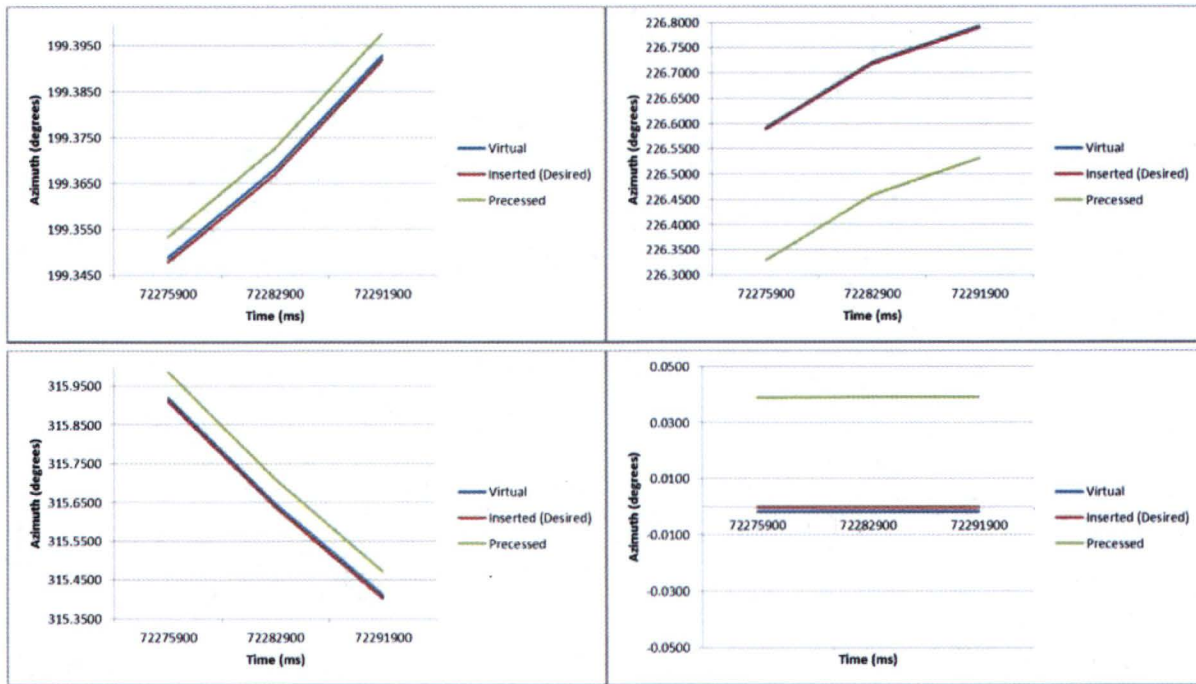 199.3950
199.3850
199.3750
199.3650
199.3550
199.3450
Azimuth (degrees)
72275900 72282900 72291900
Time (ms)
Virtual
Inserted (Desired)
Precessed
226.8000
226.7500
226.7000
226.6500
226.6000
226.5500
226.5000
226.4500
226.4000
226.3500
226.3000
Azimuth (degrees)
72275900 72282900 72291900
Time (ms)
Virtual
Inserted (Desired)
Precessed
315.9500
315.8500
315.7500
315.6500
315.5500
315.4500
315.3500
Azimuth (degrees)
72275900 72282900 72291900
Time (ms)
Virtual
Inserted (Desired)
Precessed
0.0500
0.0300
0.0100
-0.0100
-0.0300
-0.0500
Azimuth (degrees)
72275900 72282900 72291900
Time (ms)
Virtual
Inserted (Desired)
Precessed